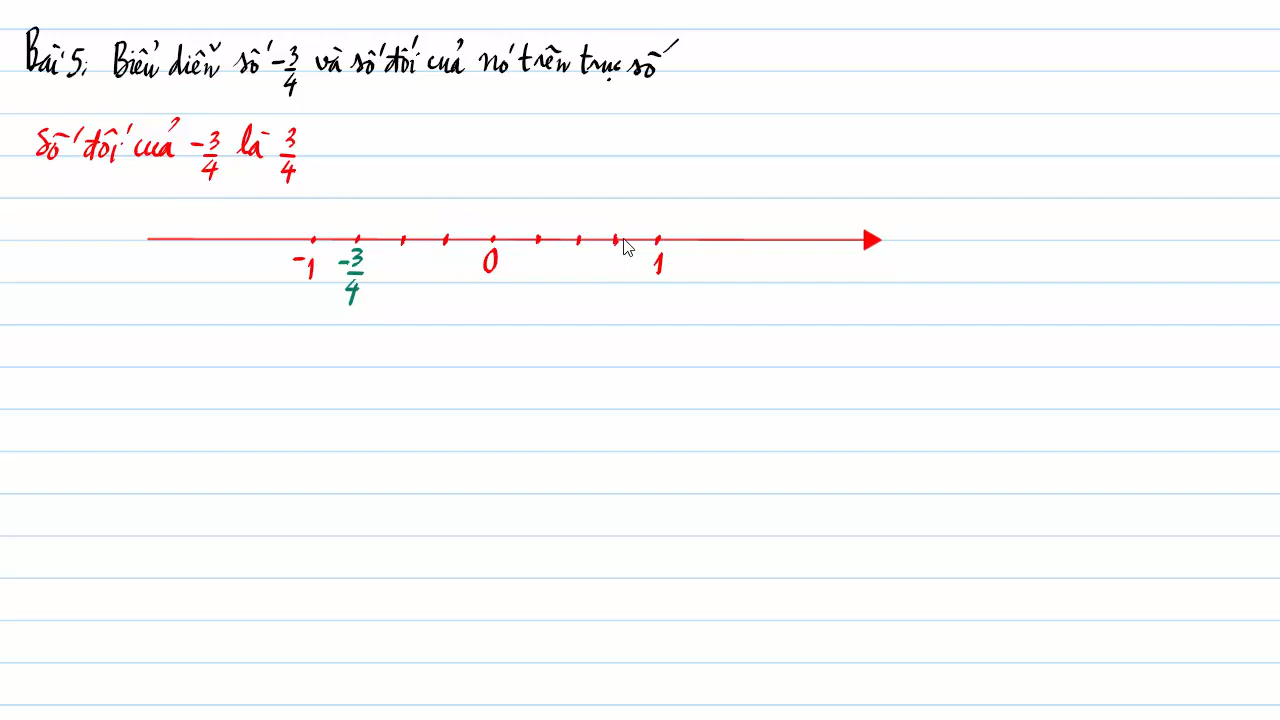 Bài 5: Biểu diễn số -3/4 và số đối của nó trên trục số
Số đối của -3/4 là 3/4
-1 -3/4 0 1